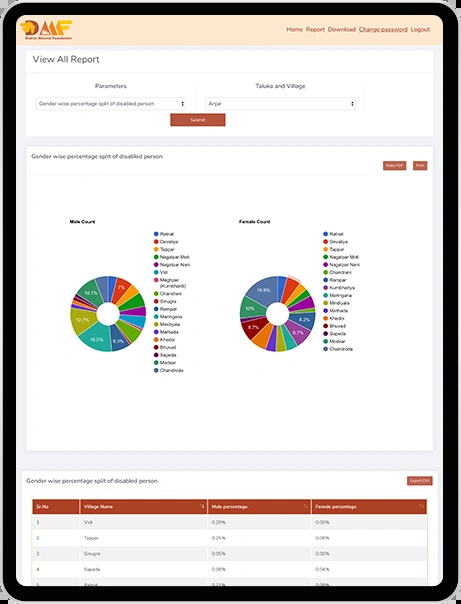 DMF
District Mineral Foundation
Home Report Download Change password Logout
View All Report
Parameters
Taluka and Village
Gender wise percentage split of disabled person
Anjar
Submit
Gender wise percentage split of disabled person
Print
Male Count
Female Count
Ratnal
Devaliya
Tappar
Nagalpar Moti
Nagalpar Nani
Vidi
Meghpar
(Kumbhardi)
Chandrani
Sinugra
Rampar
Maringana
Mindiyala
Mathada
Khedoi
Bhuvad
Sapeda
Modsar
Chandroda
7%
10.1%
12.7%
16.5%
8.3%
Ratnal
Devaliya
Tappar
Nagalpar Moti
Nagalpar Nani
Chandrani
Rampar
Kumbhariya
Maringana
Mindiyala
Mathada
Khedoi
Bhuvad
Sapeda
Modsar
Chandroda
16.9%
10%
8.7%
8.2%
8.7%
Gender wise percentage split of disabled person
Export CSV
Sr.No Village Name Male percentage Female percentage
1 Vidi 0.29% 0.00%
2 Tappar 0.25% 0.08%
3 Sinugra 0.05% 0.00%
4 Sapeda 0.08% 0.04%
5 Ratnal 0.21% 0.09%